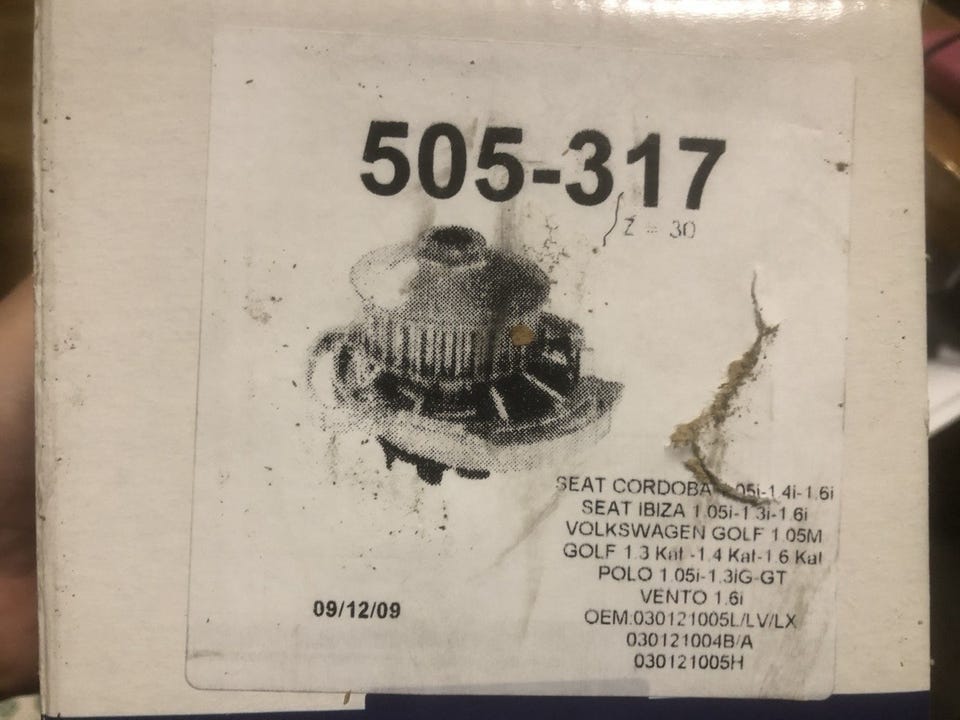 505-317
Z = 30
SEAT CORDOBA 1.05i-1.4i-1.6i
SEAT IBIZA 1.05i-1.3i-1.6i
VOLKSWAGEN GOLF 1.05M
GOLF 1.3 Kat -1.4 Kat-1.6 Kat
POLO 1.05i-1.3iG-GT
VENTO 1.6i
09/12/09
OEM:030121005L/LV/LX
030121004B/A
030121005H